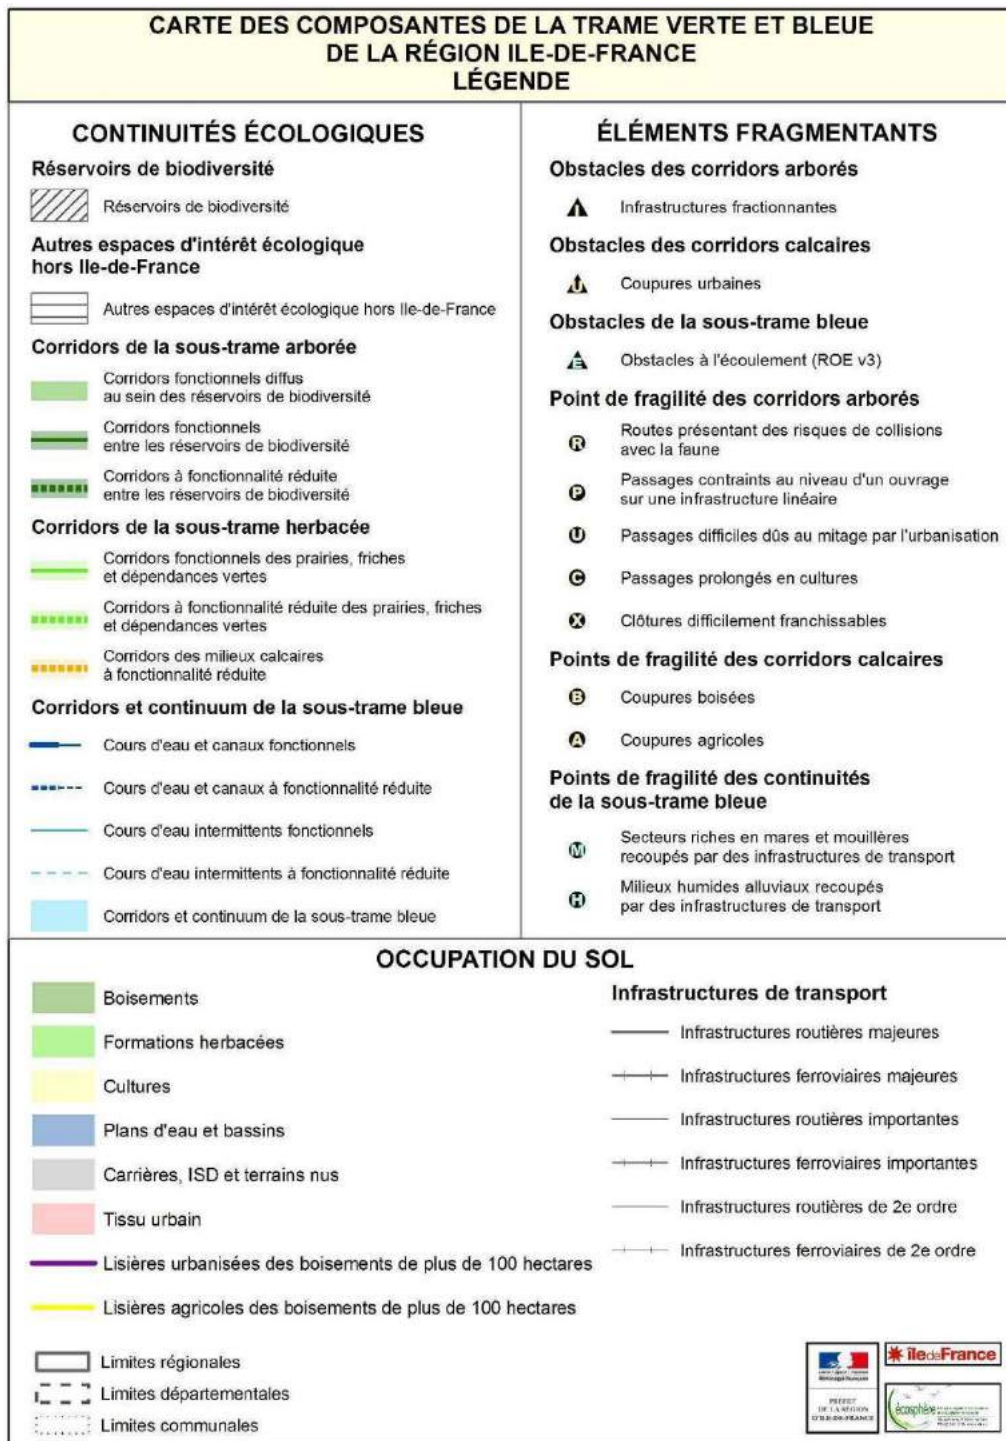 CARTE DES COMPOSANTES DE LA TRAME VERTE ET BLEUE
DE LA RÉGION ILE-DE-FRANCE
LÉGENDE
CONTINUITÉS ÉCOLOGIQUES
Réservoirs de biodiversité
Réservoirs de biodiversité
Autres espaces d'intérêt écologique
hors Ile-de-France
Autres espaces d'intérêt écologique hors Ile-de-France
Corridors de la sous-trame arborée
Corridors fonctionnels diffus
au sein des réservoirs de biodiversité
Corridors fonctionnels
entre les réservoirs de biodiversité
Corridors à fonctionnalité réduite
entre les réservoirs de biodiversité
Corridors de la sous-trame herbacée
Corridors fonctionnels des prairies, friches
et dépendances vertes
Corridors à fonctionnalité réduite des prairies, friches
et dépendances vertes
Corridors des milieux calcaires
à fonctionnalité réduite
Corridors et continuum de la sous-trame bleue
Cours d'eau et canaux fonctionnels
Cours d'eau et canaux à fonctionnalité réduite
Cours d'eau intermittents fonctionnels
Cours d'eau intermittents à fonctionnalité réduite
Corridors et continuum de la sous-trame bleue
ÉLÉMENTS FRAGMENTANTS
Obstacles des corridors arborés
I Infrastructures fractionnantes
Obstacles des corridors calcaires
U Coupures urbaines
Obstacles de la sous-trame bleue
E Obstacles à l'écoulement (ROE v3)
Point de fragilité des corridors arborés
R Routes présentant des risques de collisions
avec la faune
P Passages contraints au niveau d'un ouvrage
sur une infrastructure linéaire
U Passages difficiles dûs au mitage par l'urbanisation
C Passages prolongés en cultures
X Clôtures difficilement franchissables
Points de fragilité des corridors calcaires
B Coupures boisées
A Coupures agricoles
Points de fragilité des continuités
de la sous-trame bleue
M Secteurs riches en mares et mouillères
recoupés par des infrastructures de transport
H Milieux humides alluviaux recoupés
par des infrastructures de transport
OCCUPATION DU SOL
Boisements
Formations herbacées
Cultures
Plans d'eau et bassins
Carrières, ISD et terrains nus
Tissu urbain
Lisières urbanisées des boisements de plus de 100 hectares
Lisières agricoles des boisements de plus de 100 hectares
Limites régionales
Limites départementales
Limites communales
Infrastructures de transport
Infrastructures routières majeures
Infrastructures ferroviaires majeures
Infrastructures routières importantes
Infrastructures ferroviaires importantes
Infrastructures routières de 2e ordre
Infrastructures ferroviaires de 2e ordre
PRÉFET
DE LA RÉGION
D'ILE-DE-FRANCE
île de France
écosphère